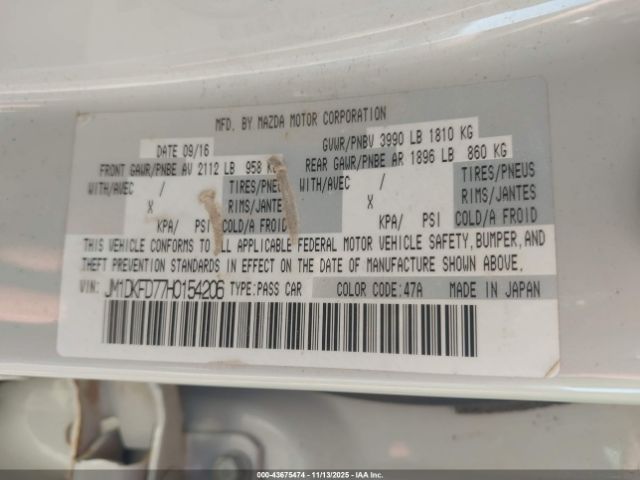 MFD. BY MAZDA MOTOR CORPORATION
DATE 09/16 GVWR/PNBV 3990 LB 1810 KG
FRONT GAWR/PNBE AV 2112 LB 958 KG REAR GAWR/PNBE AR 1896 LB 860 KG
WITH/AVEC / TIRES/PNEU WITH/AVEC / TIRES/PNEUS
X RIMS/JANTE X RIMS/JANTES
KPA/ PSI COLD/A FROID KPA/ PSI COLD/A FROID
THIS VEHICLE CONFORMS TO ALL APPLICABLE FEDERAL MOTOR VEHICLE SAFETY, BUMPER, AND
THEFT PREVENTION STANDARDS IN EFFECT ON THE DATE OF MANUFACTURE SHOWN ABOVE.
VIN: JM1DKFD77H0154206 TYPE:PASS CAR COLOR CODE:47A MADE IN JAPAN
000-43675474 - 11/13/2025 - IAAI, Inc.